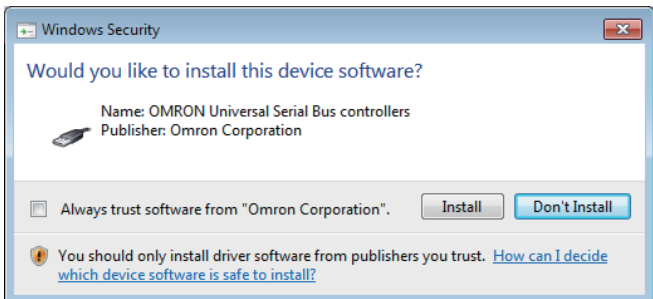 Windows Security
Would you like to install this device software?
Name: OMRON Universal Serial Bus controllers
Publisher: Omron Corporation
Always trust software from "Omron Corporation".
Install
Don't Install
You should only install driver software from publishers you trust. How can I decide
which device software is safe to install?